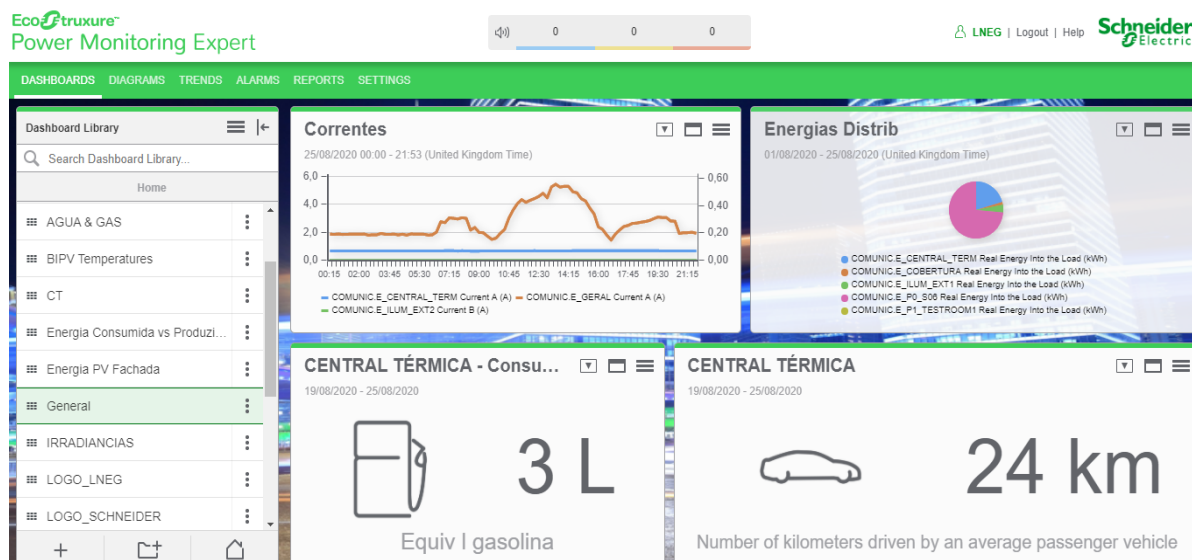 EcoStruxure™
Power Monitoring Expert
0 0 0
LNEG | Logout | Help
Schneider
Electric
DASHBOARDS DIAGRAMS TRENDS ALARMS REPORTS SETTINGS
Dashboard Library
Search Dashboard Library...
Home
AGUA & GAS
BIPV Temperatures
CT
Energia Consumida vs Produzi...
Energia PV Fachada
General
IRRADIANCIAS
LOGO_LNEG
LOGO_SCHNEIDER
Correntes
25/08/2020 00:00 - 21:53 (United Kingdom Time)
6,0
4,0
2,0
0,0
0,60
0,40
0,20
0,00
00:15 02:00 03:45 05:30 07:15 09:00 10:45 12:30 14:15 16:00 17:45 19:30 21:15
COMUNIC.E_CENTRAL_TERM Current A (A) COMUNIC.E_GERAL Current A (A)
COMUNIC.E_ILUM_EXT2 Current B (A)
Energias Distrib
01/08/2020 - 25/08/2020 (United Kingdom Time)
COMUNIC.E_CENTRAL_TERM Real Energy Into the Load (kWh)
COMUNIC.E_COBERTURA Real Energy Into the Load (kWh)
COMUNIC.E_ILUM_EXT1 Real Energy Into the Load (kWh)
COMUNIC.E_P0_S06 Real Energy Into the Load (kWh)
COMUNIC.E_P1_TESTROOM1 Real Energy Into the Load (kWh)
CENTRAL TÉRMICA - Consu...
19/08/2020 - 25/08/2020
3 L
Equiv l gasolina
CENTRAL TÉRMICA
19/08/2020 - 25/08/2020
24 km
Number of kilometers driven by an average passenger vehicle